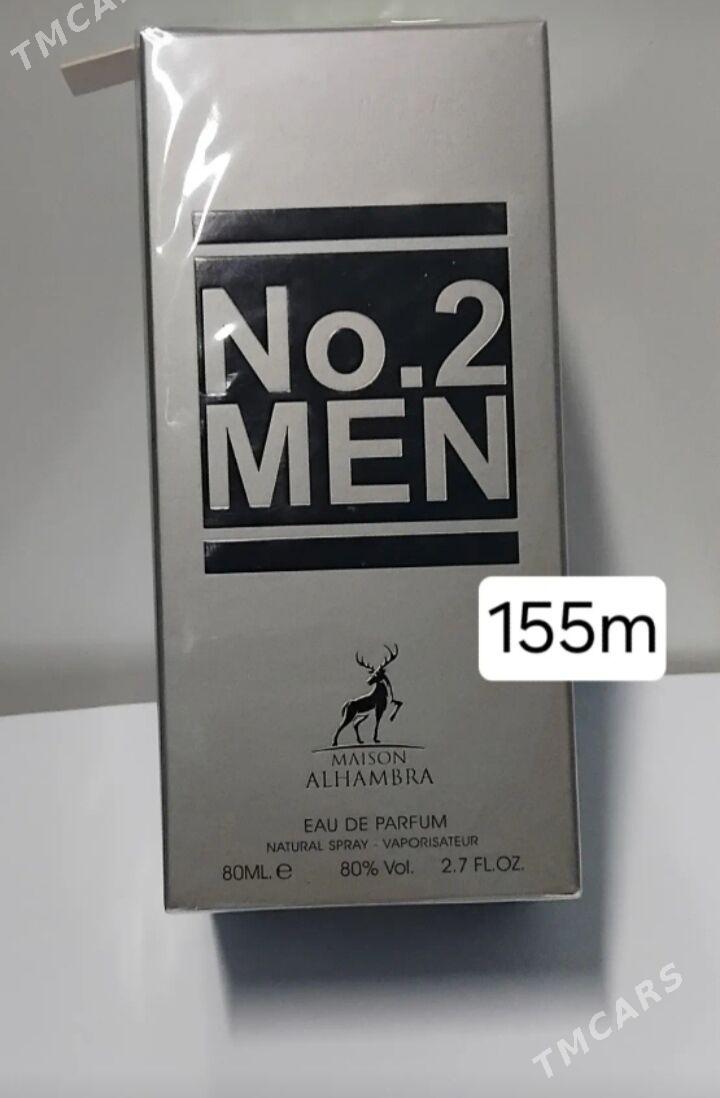 TMCARS
No.2
MEN
155m
MAISON
ALHAMBRA
EAU DE PARFUM
NATURAL SPRAY - VAPORISATEUR
80ML. e 80% Vol. 2.7 FL.OZ.
TMCARS